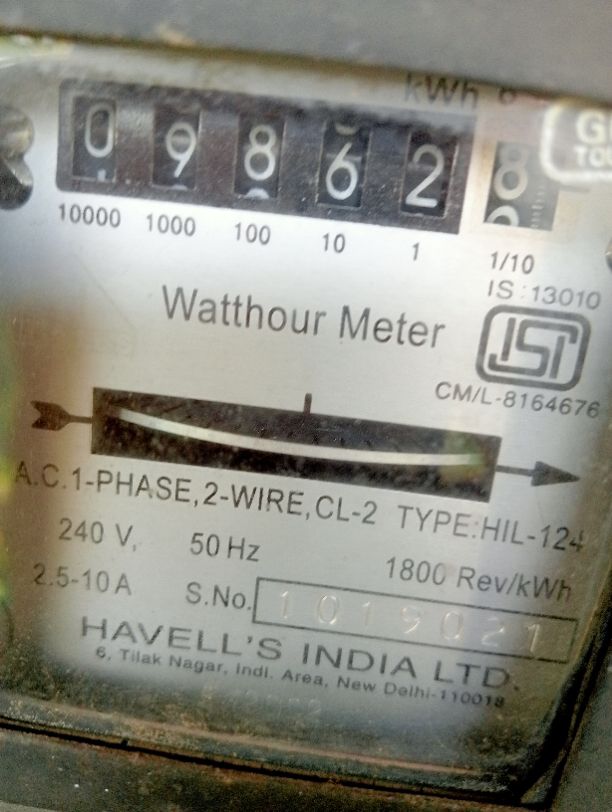 kWh
0 9 8 6 2 8
10000 1000 100 10 1 1/10
IS:13010
Watthour Meter
ISI
CM/L-8164676
A.C.1-PHASE,2-WIRE,CL-2 TYPE:HIL-124
240 V, 50 Hz 1800 Rev/kWh
2.5-10 A S.No. 1019021
HAVELL'S INDIA LTD.
6, Tilak Nagar, Indl. Area, New Delhi-110018